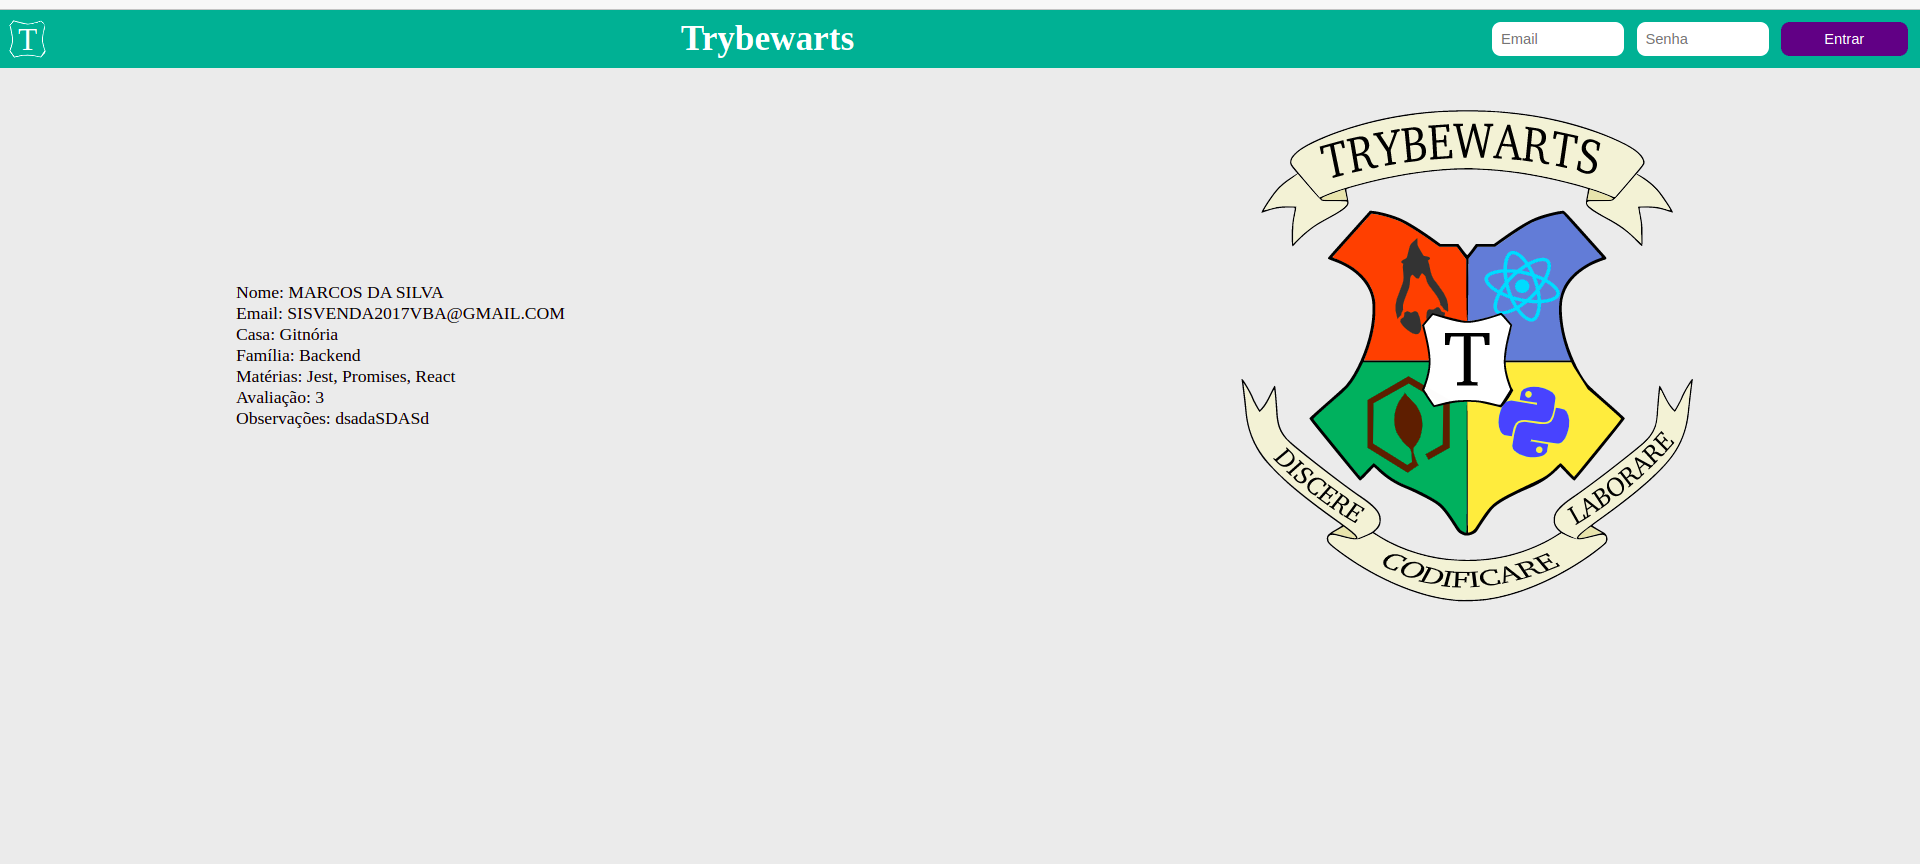 T
Trybewarts
Email
Senha
Entrar
TRYBEWARTS
Nome: MARCOS DA SILVA
Email: SISVENDA2017VBA@GMAIL.COM
Casa: Gitnória
Família: Backend
Matérias: Jest, Promises, React
Avaliação: 3
Observações: dsadaSDASd
T
DISCERE
CODIFICARE
LABORARE